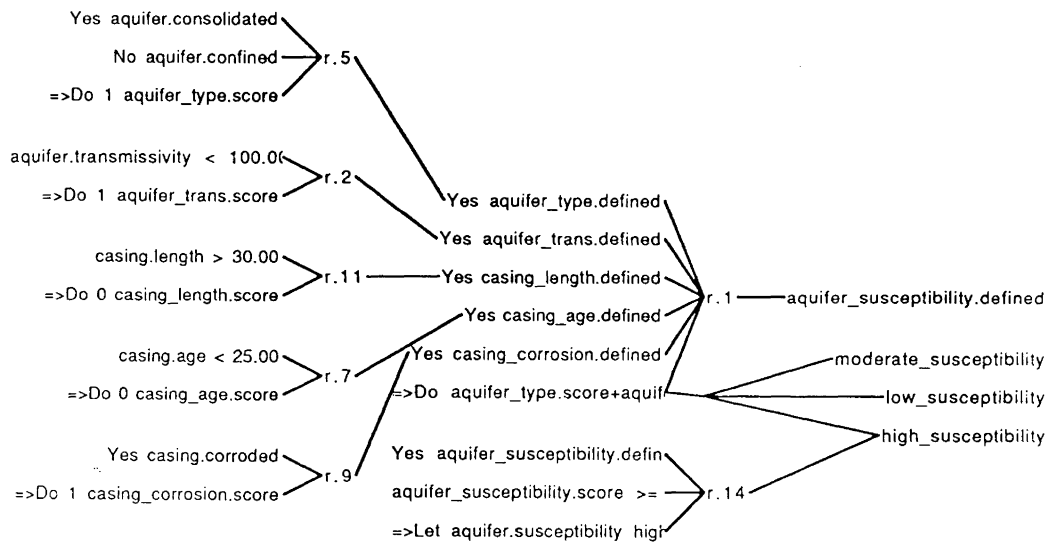 Yes aquifer.consolidated
No aquifer.confined
r.5
=>Do 1 aquifer_type.score
aquifer.transmissivity < 100.0(
r.2
=>Do 1 aquifer_trans.score
Yes aquifer_type.defined
Yes aquifer_trans.defined
casing.length > 30.00
r.11
Yes casing_length.defined
=>Do 0 casing_length.score
r.1
aquifer_susceptibility.defined
Yes casing_age.defined
casing.age < 25.00
Yes casing_corrosion.defined
moderate_susceptibility
r.7
=>Do 0 casing_age.score
=>Do aquifer_type.score+aquif
low_susceptibility
high_susceptibility
Yes casing.corroded
Yes aquifer_susceptibility.defin
r.9
=>Do 1 casing_corrosion.score
aquifer_susceptibility.score >=
r.14
=>Let aquifer.susceptibility high